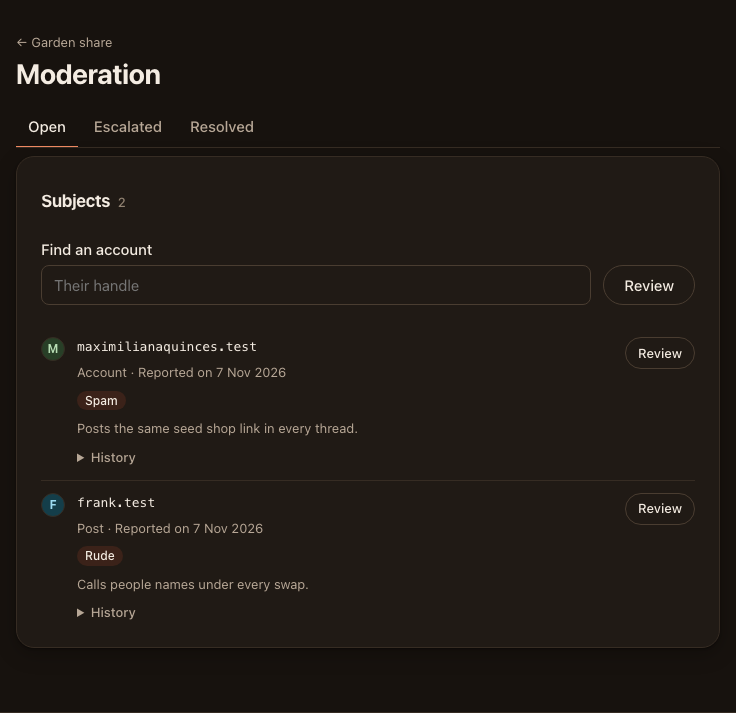 ← Garden share
Moderation
Open Escalated Resolved
Subjects 2
Find an account
Their handle Review
M maximilianaquinces.test Review
Account · Reported on 7 Nov 2026
Spam
Posts the same seed shop link in every thread.
▶ History
F frank.test Review
Post · Reported on 7 Nov 2026
Rude
Calls people names under every swap.
▶ History